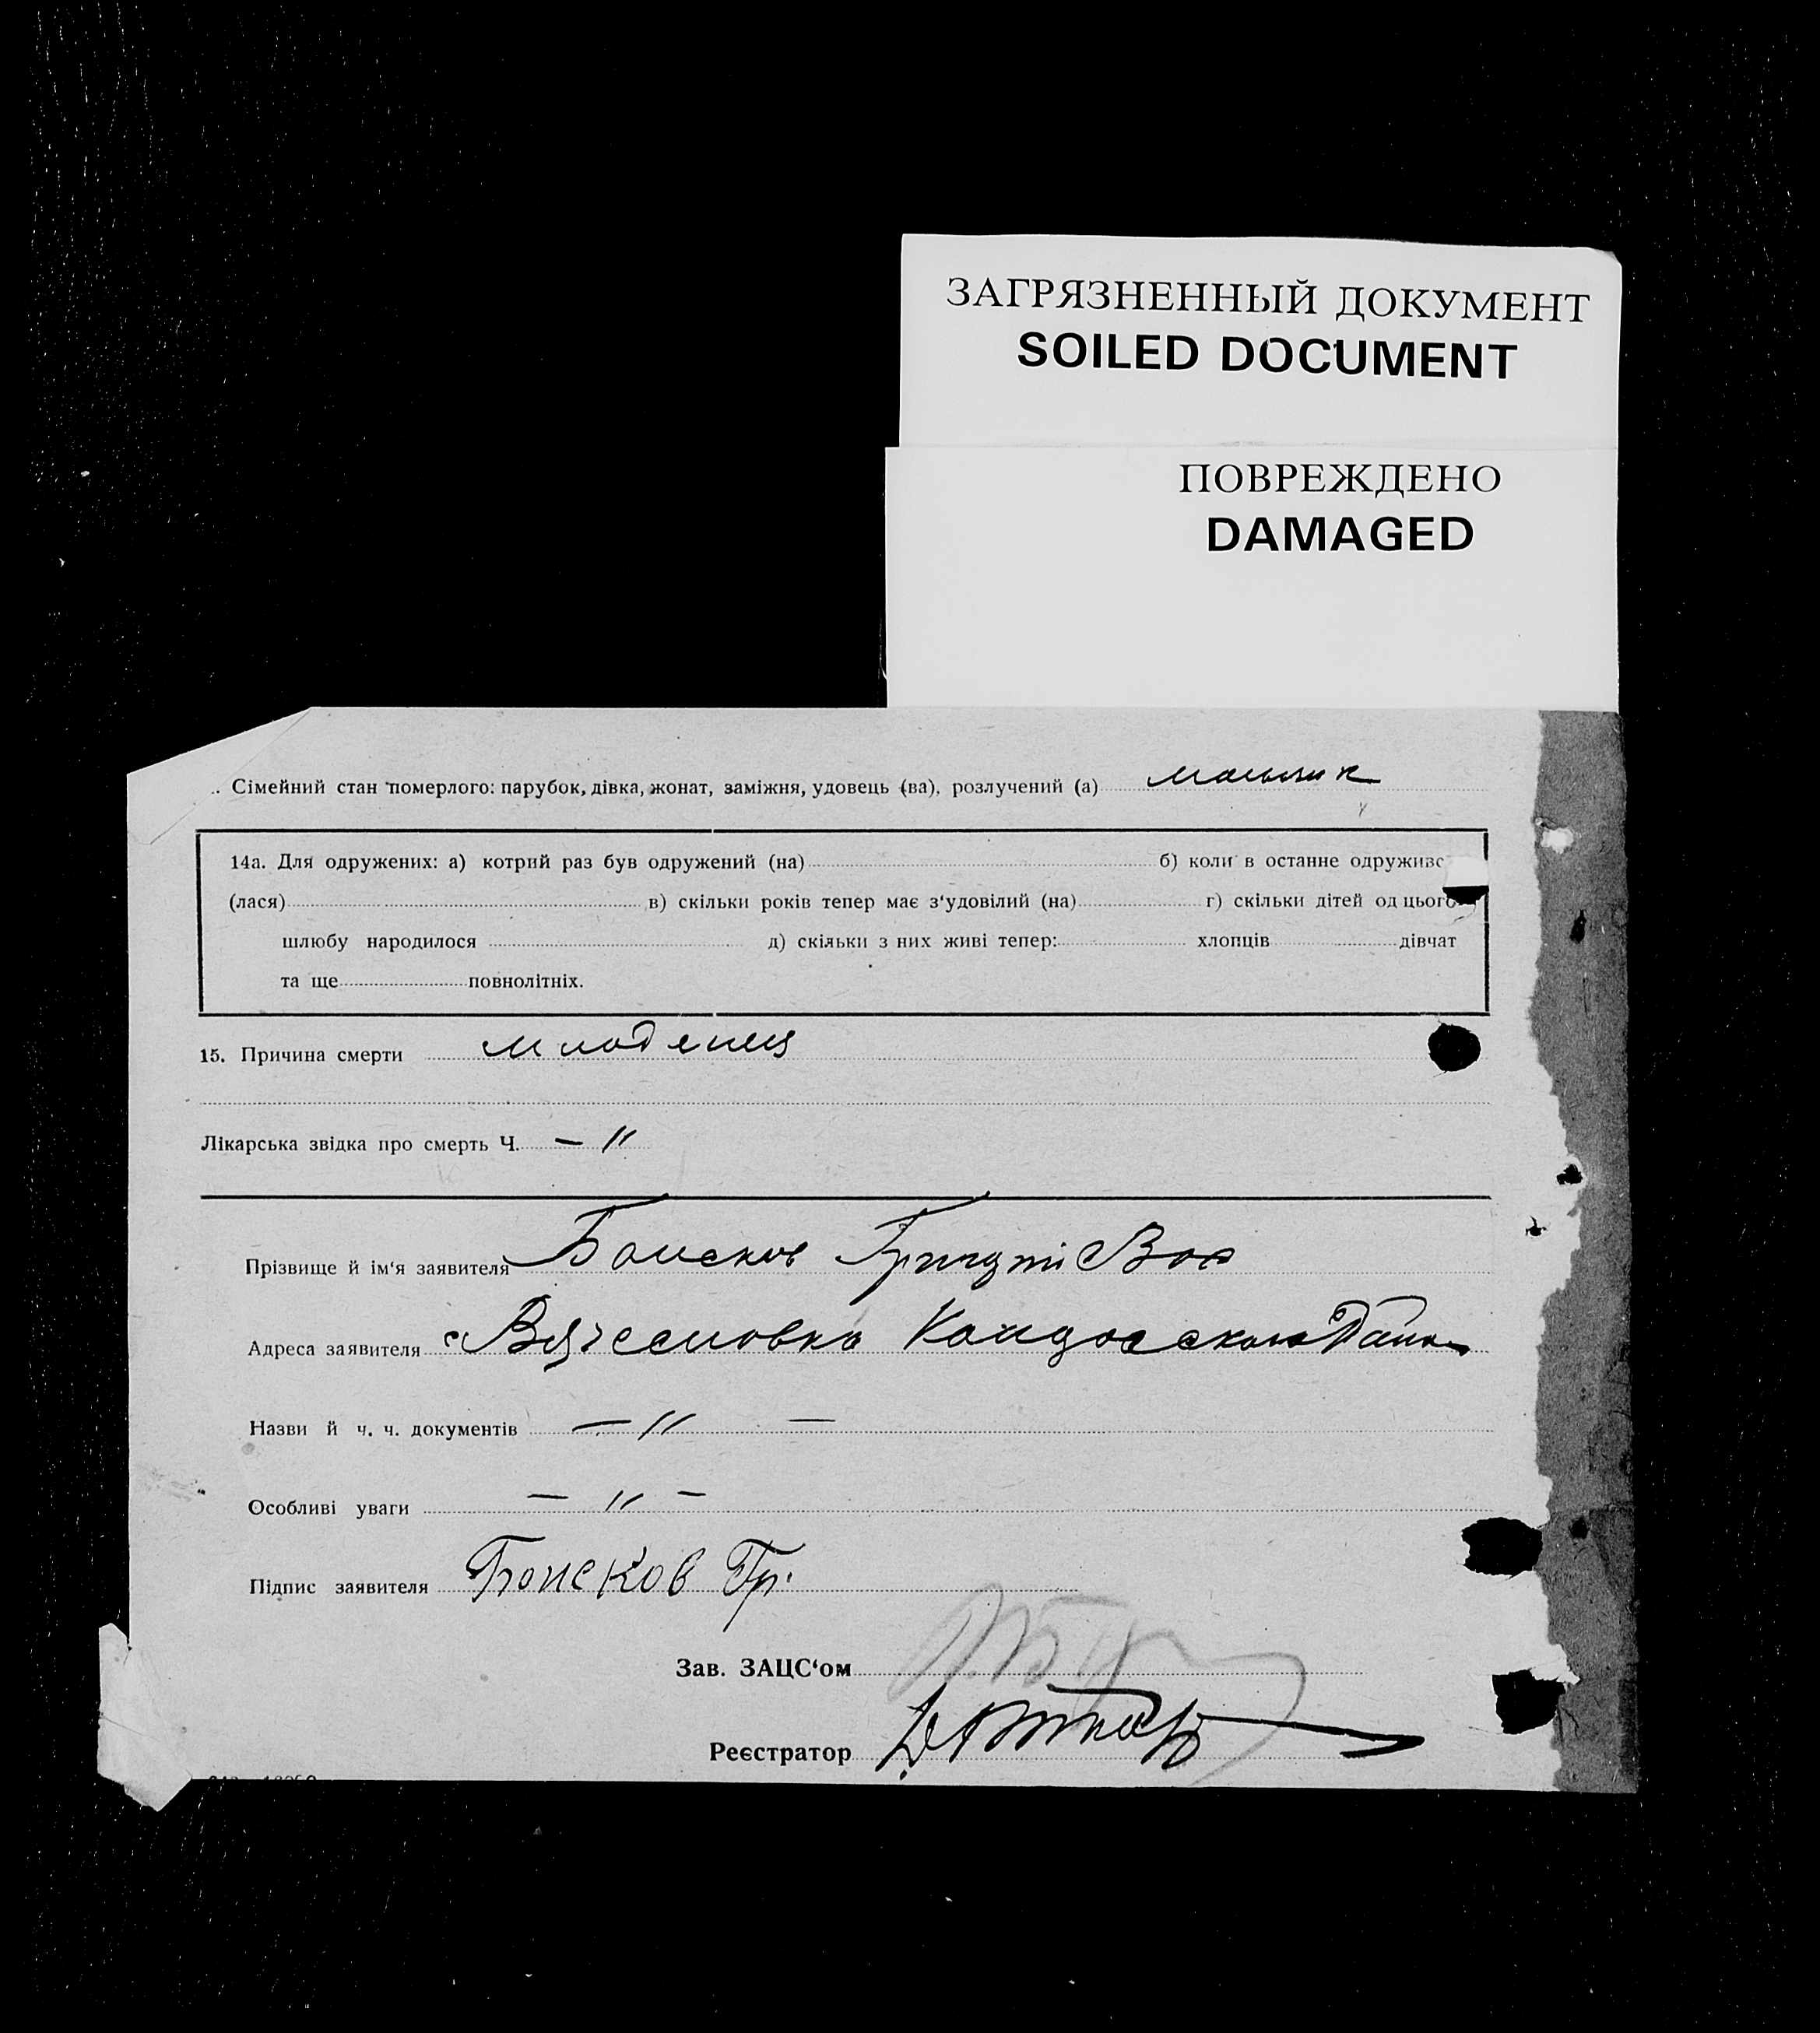 ЗАГРЯЗНЕННЫЙ ДОКУМЕНТ
SOILED DOCUMENT
ПОВРЕЖДЕНО
DAMAGED
Сімейний стан померлого: парубок, дівка, жонат, заміжня, удовець (ва), розлучений (а)
14а. Для одружених: а) котрий раз був одружений (на) б) коли в останне одруживс
(лася) в) скільки років тепер має з‘удовілий (на) г) скільки дітей од цього
шлюбу народилося д) скільки з них живі тепер: хлопців дівчат
та ще повнолітніх.
15. Причина смерти младенец
Лікарська звідка про смерть Ч. — "
Прізвище й ім‘я заявителя
Адреса заявителя с
Назви й ч. ч. документів — " —
Особливі уваги — " —
Підпис заявителя Боисков Гр.
Зав. ЗАЦС‘ом
Реєстратор